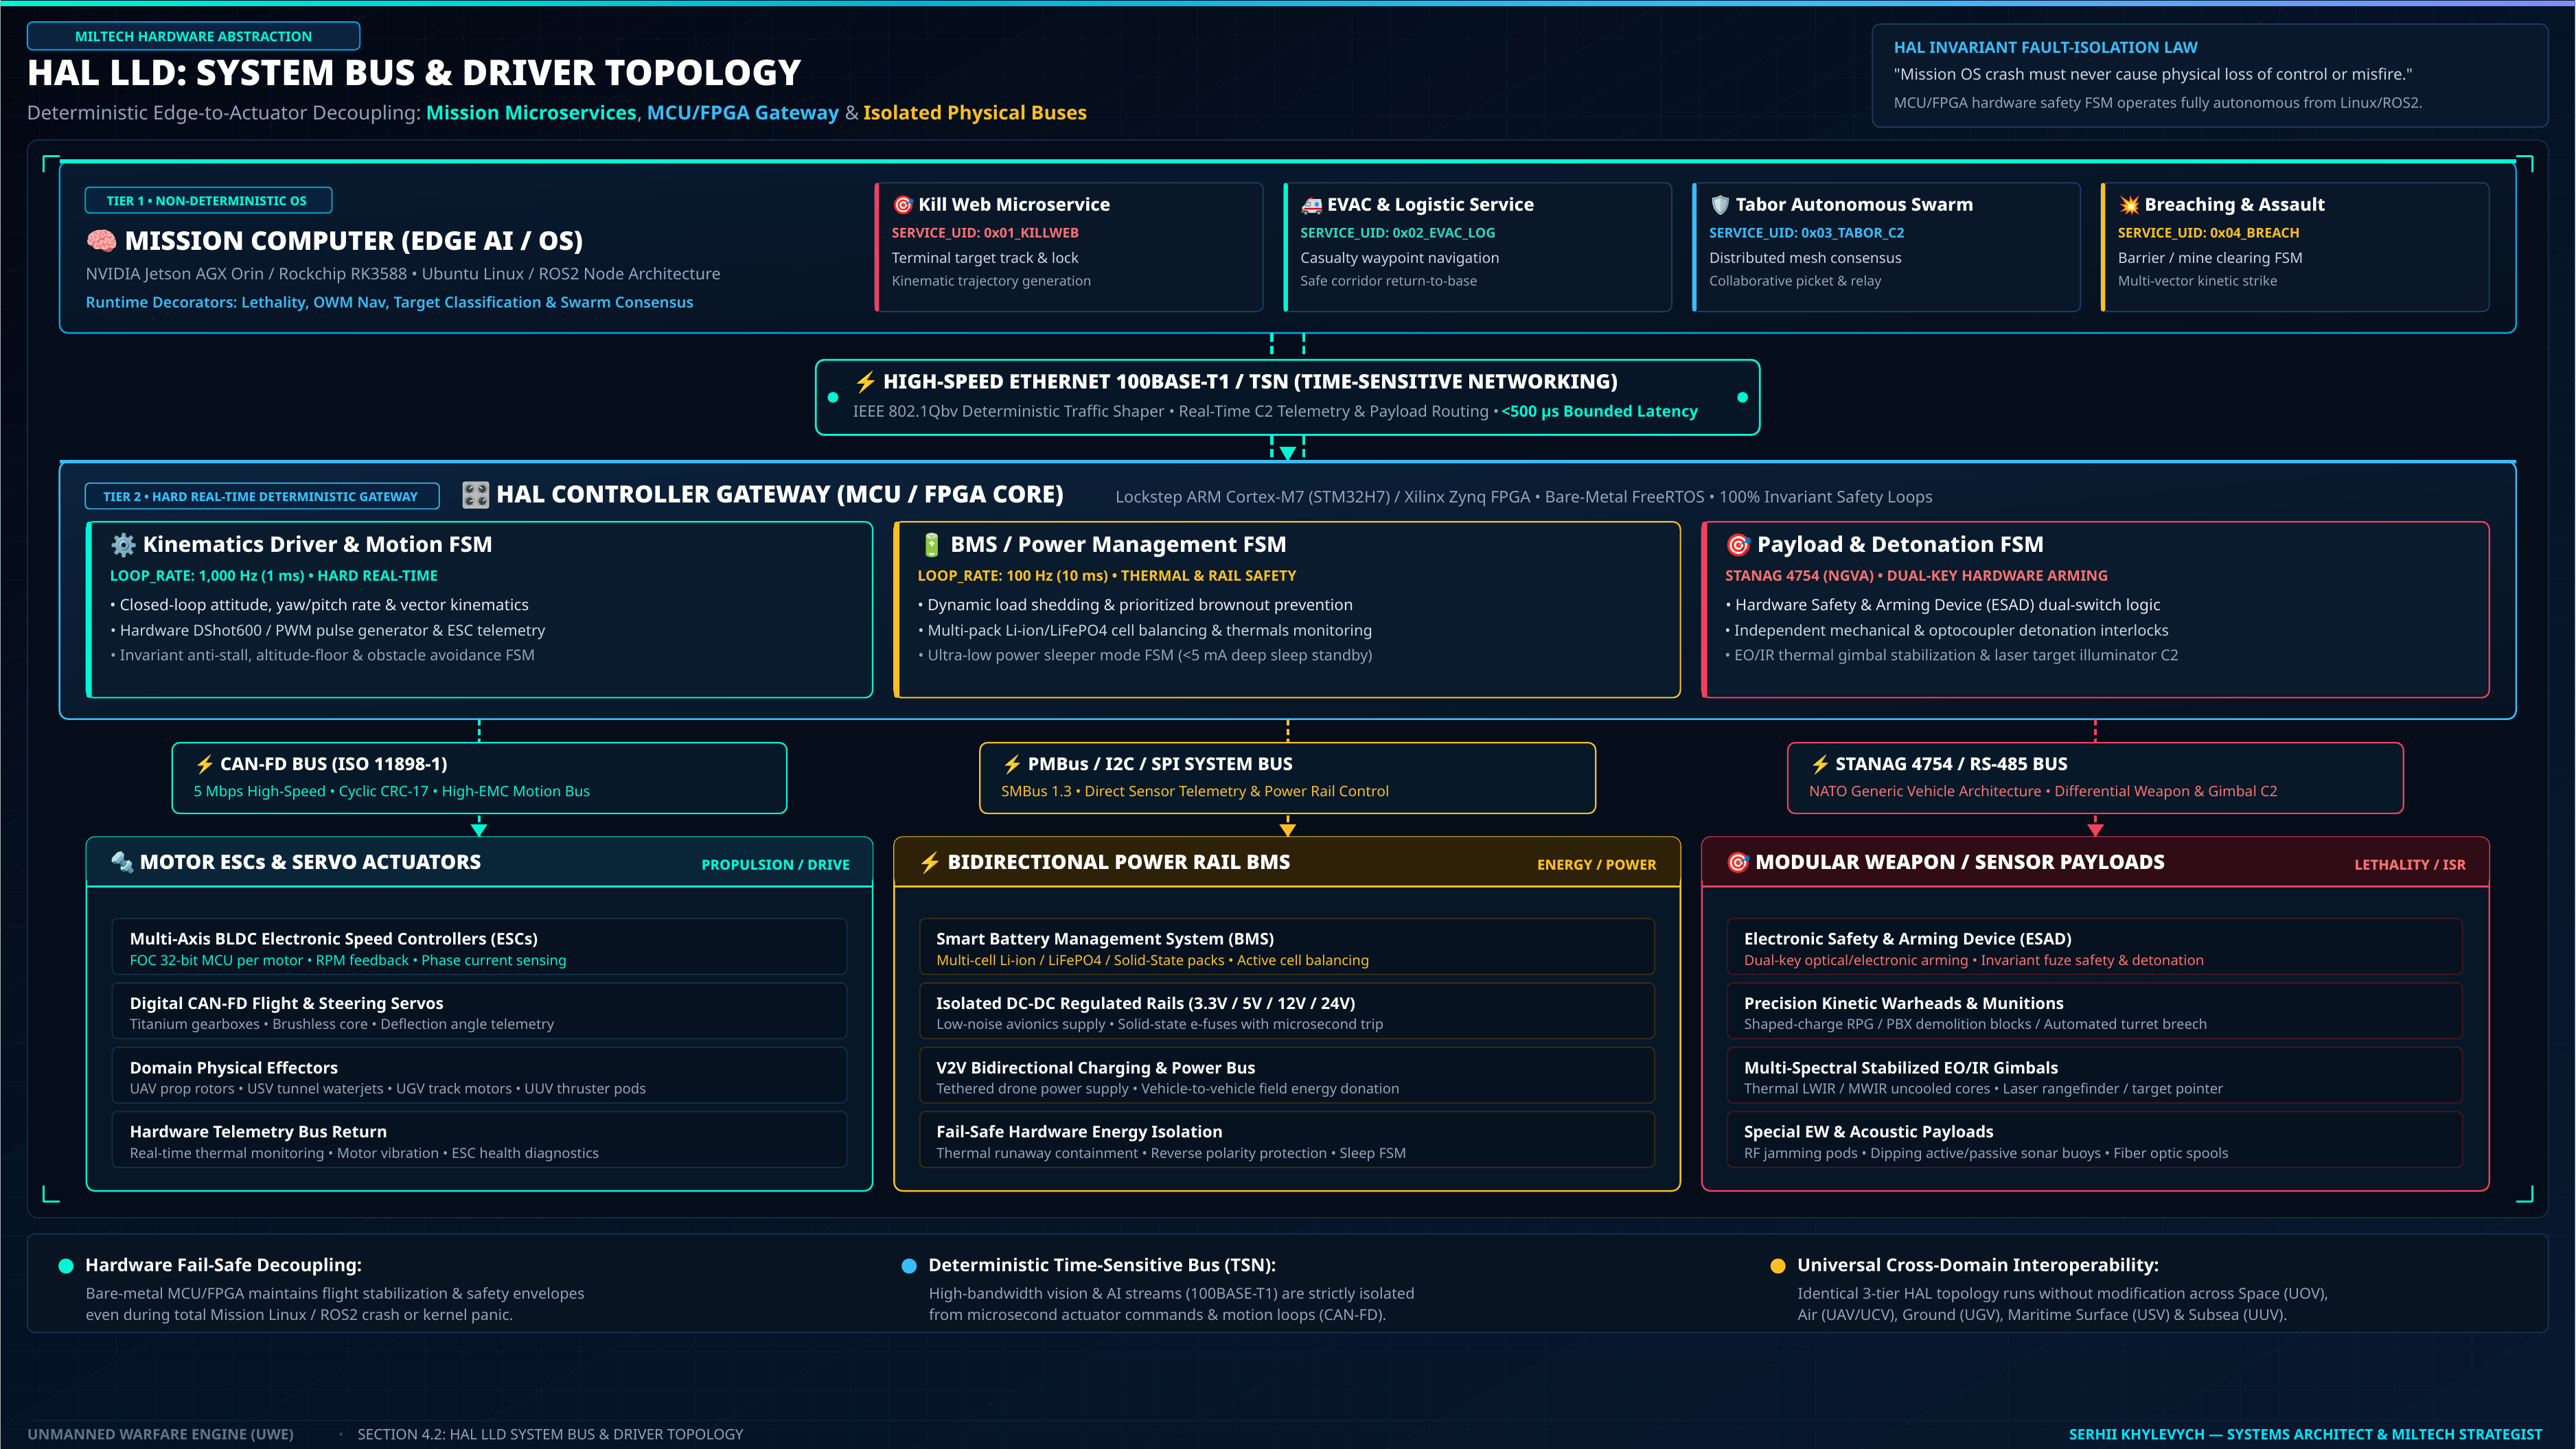 MILTECH HARDWARE ABSTRACTION
HAL LLD: SYSTEM BUS & DRIVER TOPOLOGY
Deterministic Edge-to-Actuator Decoupling: Mission Microservices, MCU/FPGA Gateway & Isolated Physical Buses
HAL INVARIANT FAULT-ISOLATION LAW
"Mission OS crash must never cause physical loss of control or misfire."
MCU/FPGA hardware safety FSM operates fully autonomous from Linux/ROS2.
TIER 1 • NON-DETERMINISTIC OS
🧠 MISSION COMPUTER (EDGE AI / OS)
NVIDIA Jetson AGX Orin / Rockchip RK3588 • Ubuntu Linux / ROS2 Node Architecture
Runtime Decorators: Lethality, OWM Nav, Target Classification & Swarm Consensus
🎯 Kill Web Microservice
SERVICE_UID: 0x01_KILLWEB
Terminal target track & lock
Kinematic trajectory generation
🚑 EVAC & Logistic Service
SERVICE_UID: 0x02_EVAC_LOG
Casualty waypoint navigation
Safe corridor return-to-base
🛡️ Tabor Autonomous Swarm
SERVICE_UID: 0x03_TABOR_C2
Distributed mesh consensus
Collaborative picket & relay
💥 Breaching & Assault
SERVICE_UID: 0x04_BREACH
Barrier / mine clearing FSM
Multi-vector kinetic strike
⚡ HIGH-SPEED ETHERNET 100BASE-T1 / TSN (TIME-SENSITIVE NETWORKING)
IEEE 802.1Qbv Deterministic Traffic Shaper • Real-Time C2 Telemetry & Payload Routing • <500 µs Bounded Latency
TIER 2 • HARD REAL-TIME DETERMINISTIC GATEWAY
🎛️ HAL CONTROLLER GATEWAY (MCU / FPGA CORE)
Lockstep ARM Cortex-M7 (STM32H7) / Xilinx Zynq FPGA • Bare-Metal FreeRTOS • 100% Invariant Safety Loops
⚙️ Kinematics Driver & Motion FSM
LOOP_RATE: 1,000 Hz (1 ms) • HARD REAL-TIME
• Closed-loop attitude, yaw/pitch rate & vector kinematics
• Hardware DShot600 / PWM pulse generator & ESC telemetry
• Invariant anti-stall, altitude-floor & obstacle avoidance FSM
🔋 BMS / Power Management FSM
LOOP_RATE: 100 Hz (10 ms) • THERMAL & RAIL SAFETY
• Dynamic load shedding & prioritized brownout prevention
• Multi-pack Li-ion/LiFePO4 cell balancing & thermals monitoring
• Ultra-low power sleeper mode FSM (<5 mA deep sleep standby)
🎯 Payload & Detonation FSM
STANAG 4754 (NGVA) • DUAL-KEY HARDWARE ARMING
• Hardware Safety & Arming Device (ESAD) dual-switch logic
• Independent mechanical & optocoupler detonation interlocks
• EO/IR thermal gimbal stabilization & laser target illuminator C2
⚡ CAN-FD BUS (ISO 11898-1)
5 Mbps High-Speed • Cyclic CRC-17 • High-EMC Motion Bus
⚡ PMBus / I2C / SPI SYSTEM BUS
SMBus 1.3 • Direct Sensor Telemetry & Power Rail Control
⚡ STANAG 4754 / RS-485 BUS
NATO Generic Vehicle Architecture • Differential Weapon & Gimbal C2
🔩 MOTOR ESCs & SERVO ACTUATORS
PROPULSION / DRIVE
Multi-Axis BLDC Electronic Speed Controllers (ESCs)
FOC 32-bit MCU per motor • RPM feedback • Phase current sensing
Digital CAN-FD Flight & Steering Servos
Titanium gearboxes • Brushless core • Deflection angle telemetry
Domain Physical Effectors
UAV prop rotors • USV tunnel waterjets • UGV track motors • UUV thruster pods
Hardware Telemetry Bus Return
Real-time thermal monitoring • Motor vibration • ESC health diagnostics
⚡ BIDIRECTIONAL POWER RAIL BMS
ENERGY / POWER
Smart Battery Management System (BMS)
Multi-cell Li-ion / LiFePO4 / Solid-State packs • Active cell balancing
Isolated DC-DC Regulated Rails (3.3V / 5V / 12V / 24V)
Low-noise avionics supply • Solid-state e-fuses with microsecond trip
V2V Bidirectional Charging & Power Bus
Tethered drone power supply • Vehicle-to-vehicle field energy donation
Fail-Safe Hardware Energy Isolation
Thermal runaway containment • Reverse polarity protection • Sleep FSM
🎯 MODULAR WEAPON / SENSOR PAYLOADS
LETHALITY / ISR
Electronic Safety & Arming Device (ESAD)
Dual-key optical/electronic arming • Invariant fuze safety & detonation
Precision Kinetic Warheads & Munitions
Shaped-charge RPG / PBX demolition blocks / Automated turret breech
Multi-Spectral Stabilized EO/IR Gimbals
Thermal LWIR / MWIR uncooled cores • Laser rangefinder / target pointer
Special EW & Acoustic Payloads
RF jamming pods • Dipping active/passive sonar buoys • Fiber optic spools
Hardware Fail-Safe Decoupling:
Bare-metal MCU/FPGA maintains flight stabilization & safety envelopes
even during total Mission Linux / ROS2 crash or kernel panic.
Deterministic Time-Sensitive Bus (TSN):
High-bandwidth vision & AI streams (100BASE-T1) are strictly isolated
from microsecond actuator commands & motion loops (CAN-FD).
Universal Cross-Domain Interoperability:
Identical 3-tier HAL topology runs without modification across Space (UOV),
Air (UAV/UCV), Ground (UGV), Maritime Surface (USV) & Subsea (UUV).
UNMANNED WARFARE ENGINE (UWE) • SECTION 4.2: HAL LLD SYSTEM BUS & DRIVER TOPOLOGY
SERHII KHYLEVYCH — SYSTEMS ARCHITECT & MILTECH STRATEGIST